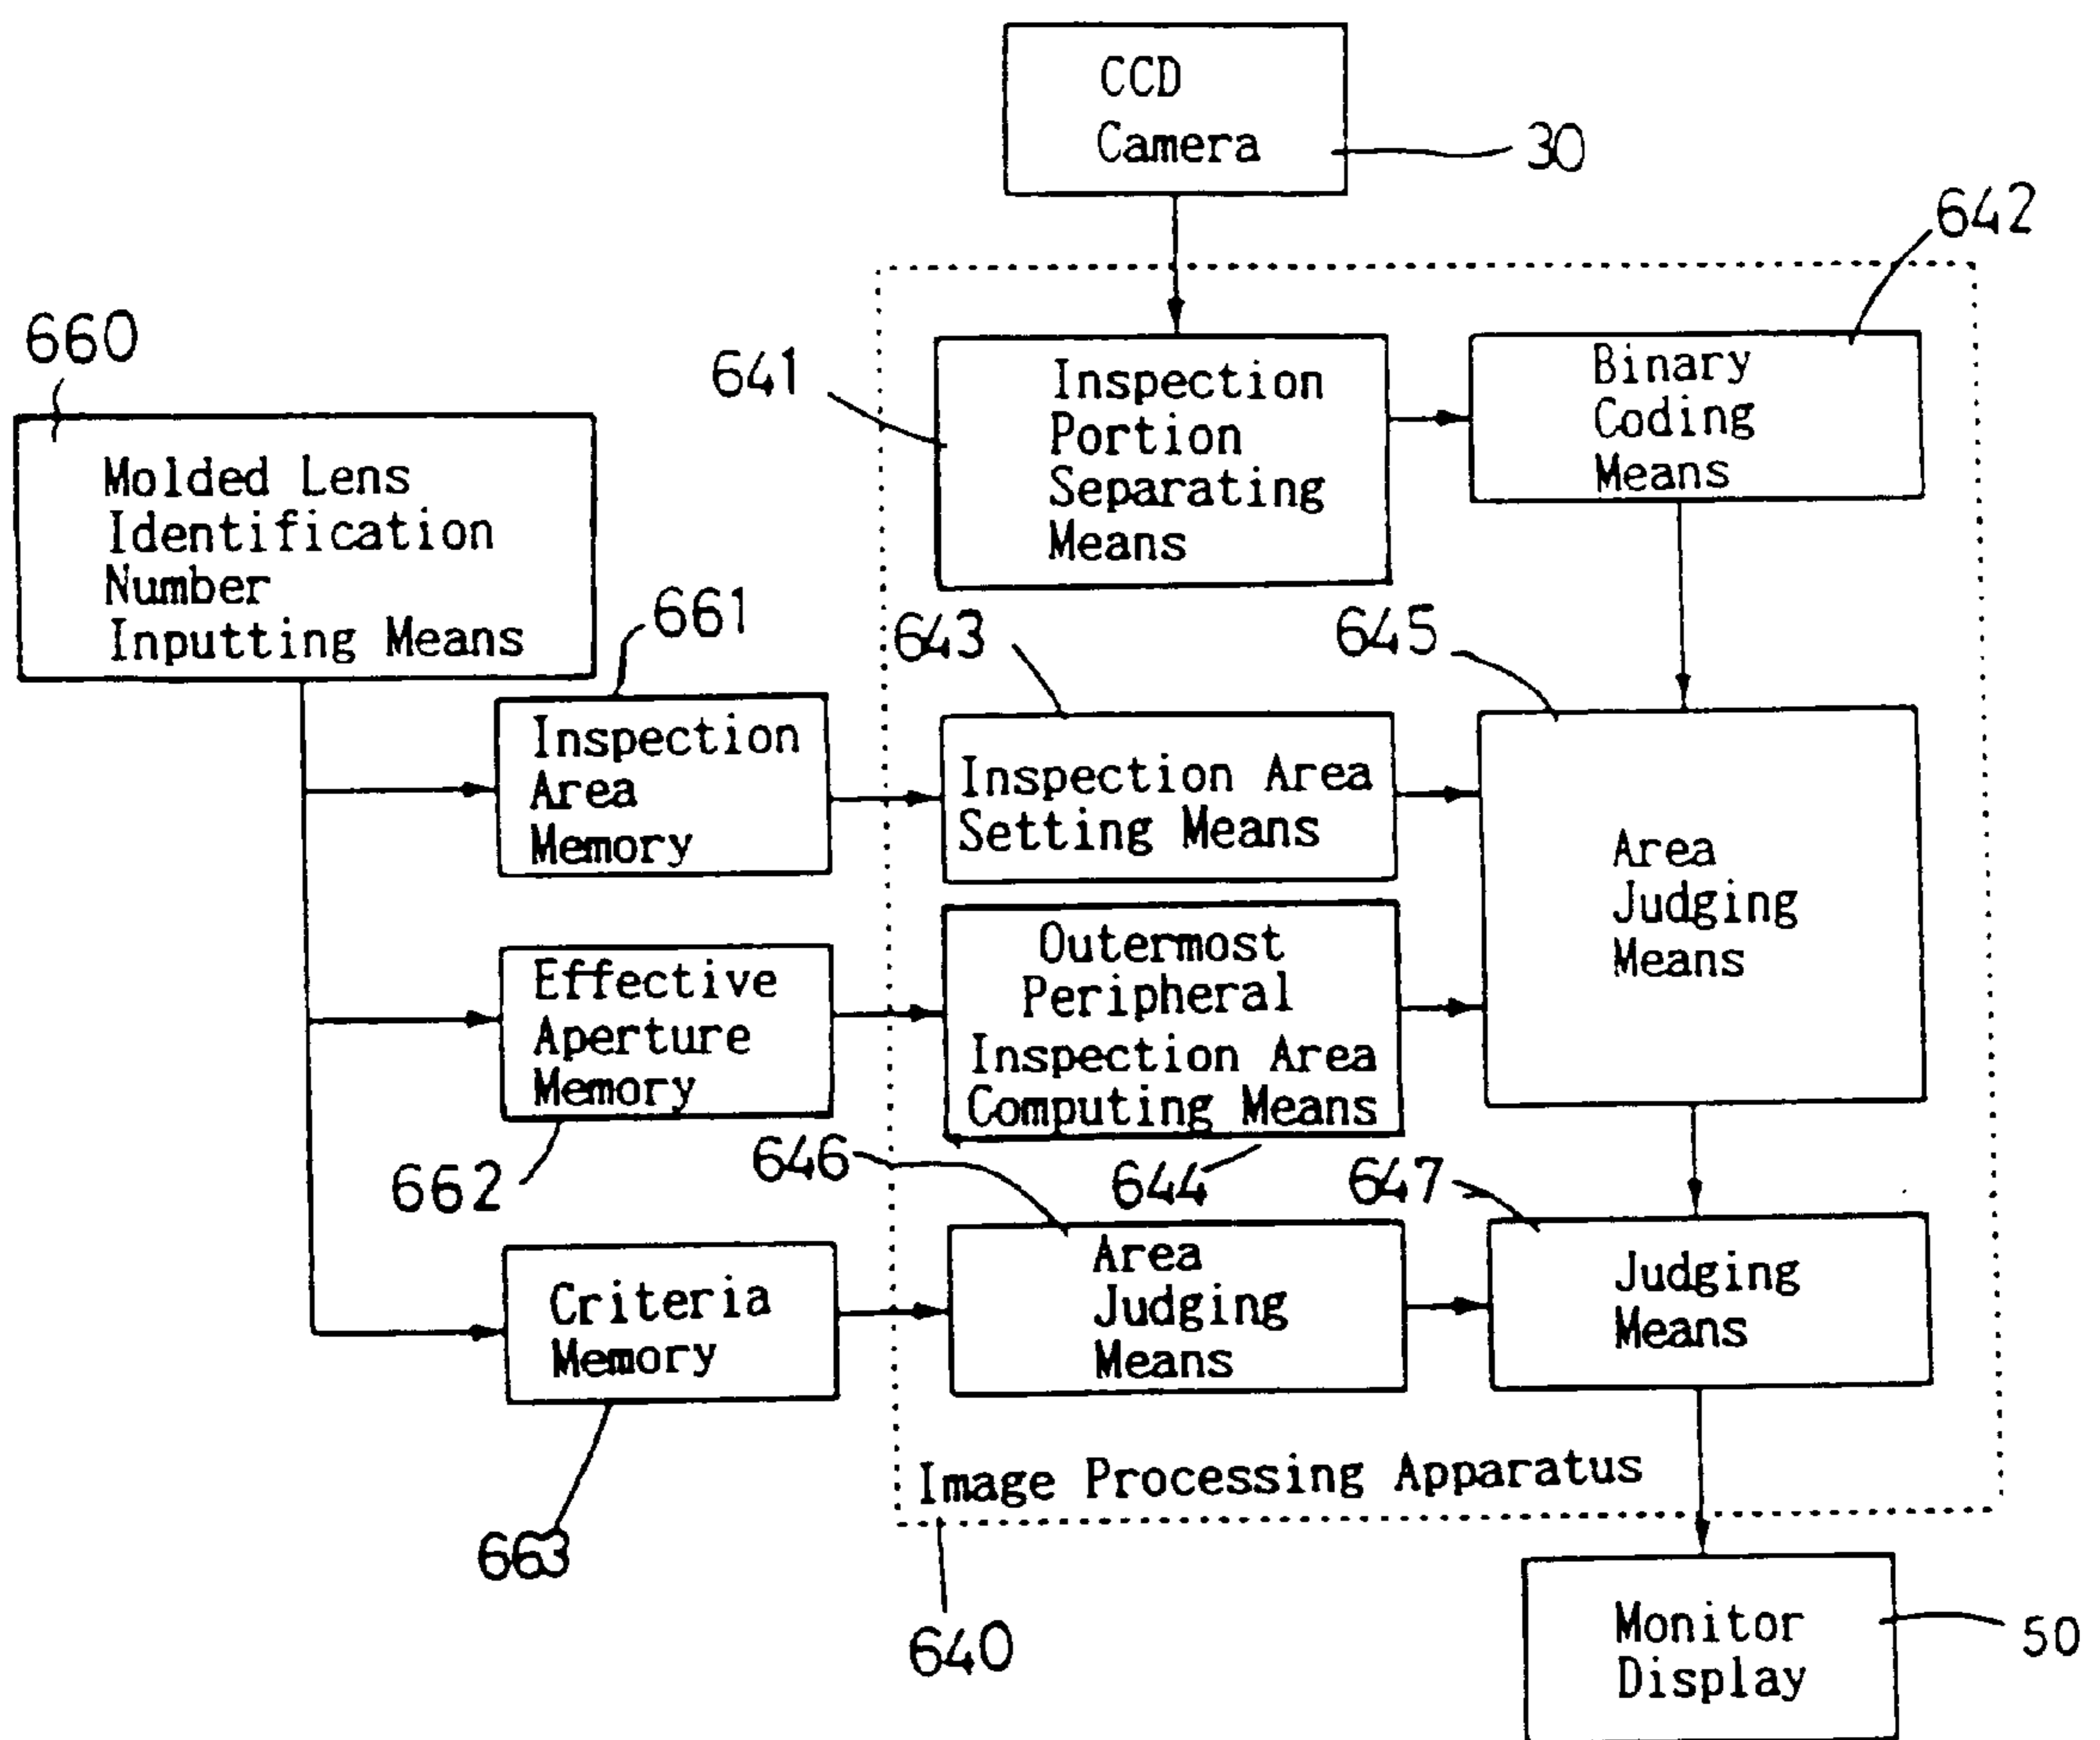 CCD
Camera
30
642
660
641
Inspection
Portion
Separating
Means
Binary
Coding
Means
Molded Lens
Identification
Number
Inputting Means
661
643
645
Inspection
Area
Memory
Inspection Area
Setting Means
Area
Judging
Means
Effective
Aperture
Memory
Outermost
Peripheral
Inspection Area
Computing Means
662
646
644
647
Criteria
Memory
Area
Judging
Means
Judging
Means
663
Image Processing Apparatus
640
Monitor
Display
50